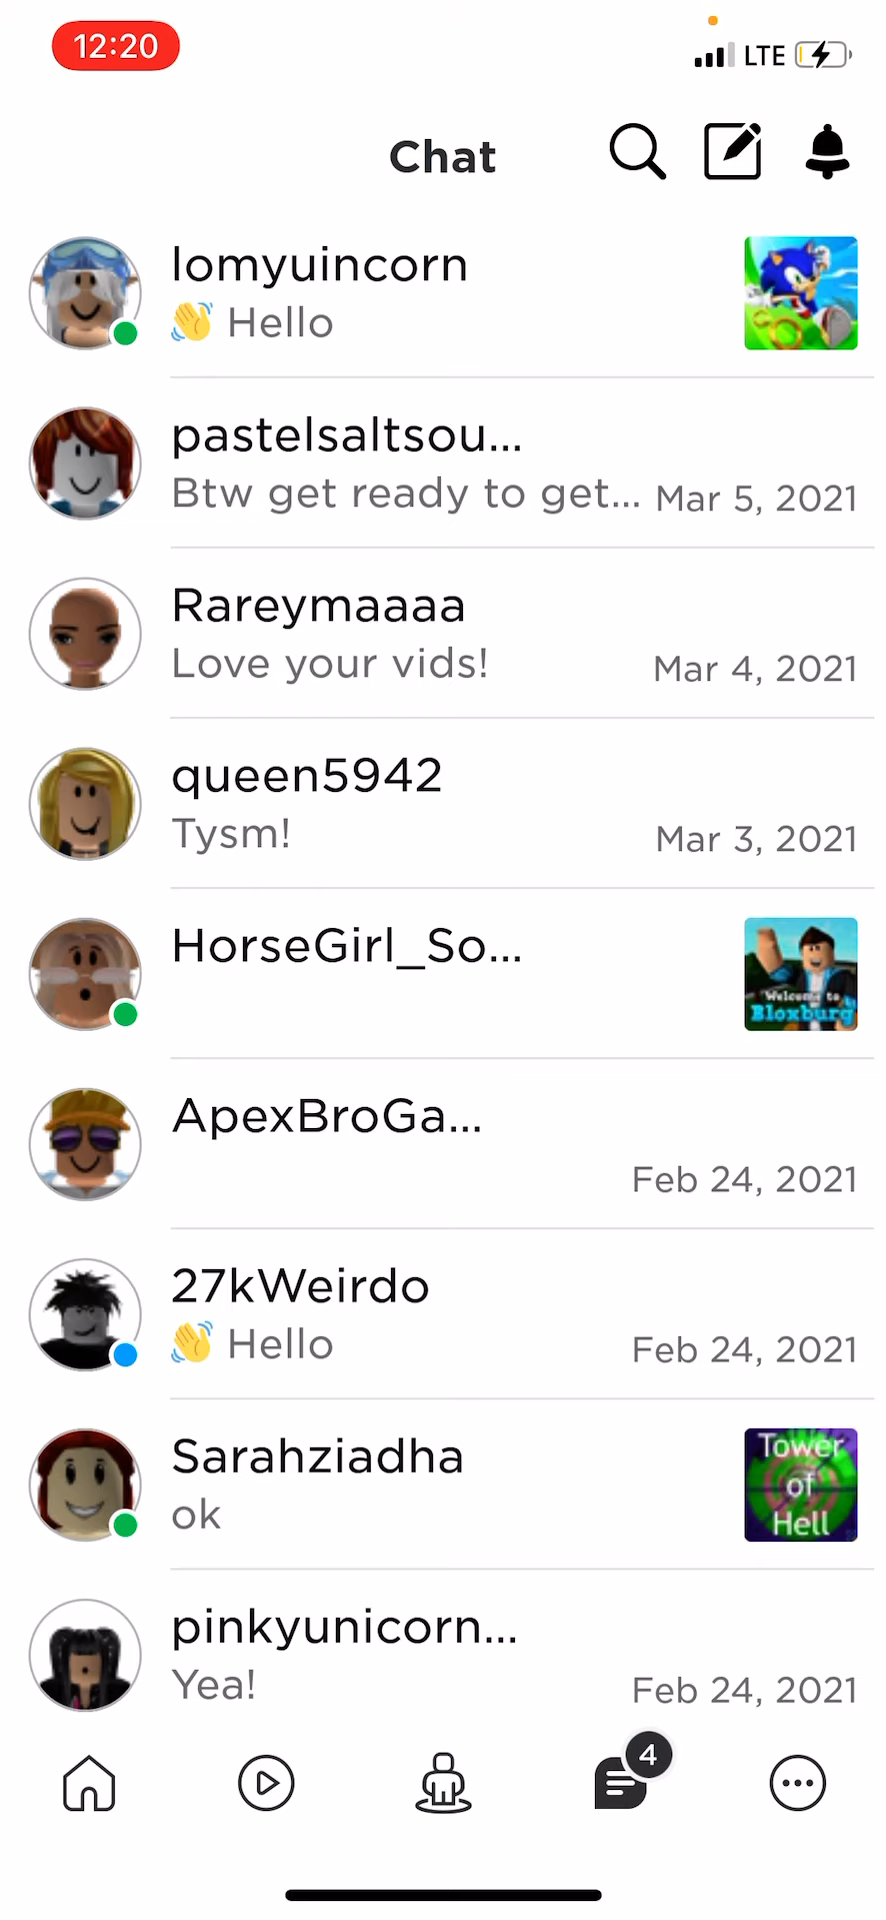 12:20
LTE
Chat
lomyuincorn
👋 Hello
pastelsaltsou...
Btw get ready to get... Mar 5, 2021
Rareymaaaa
Love your vids! Mar 4, 2021
queen5942
Tysm! Mar 3, 2021
HorseGirl_So...
Welcome to
Bloxburg
ApexBroGa...
Feb 24, 2021
27kWeirdo
👋 Hello Feb 24, 2021
Sarahziadha
ok
Tower
of
Hell
pinkyunicorn...
Yea! Feb 24, 2021
4